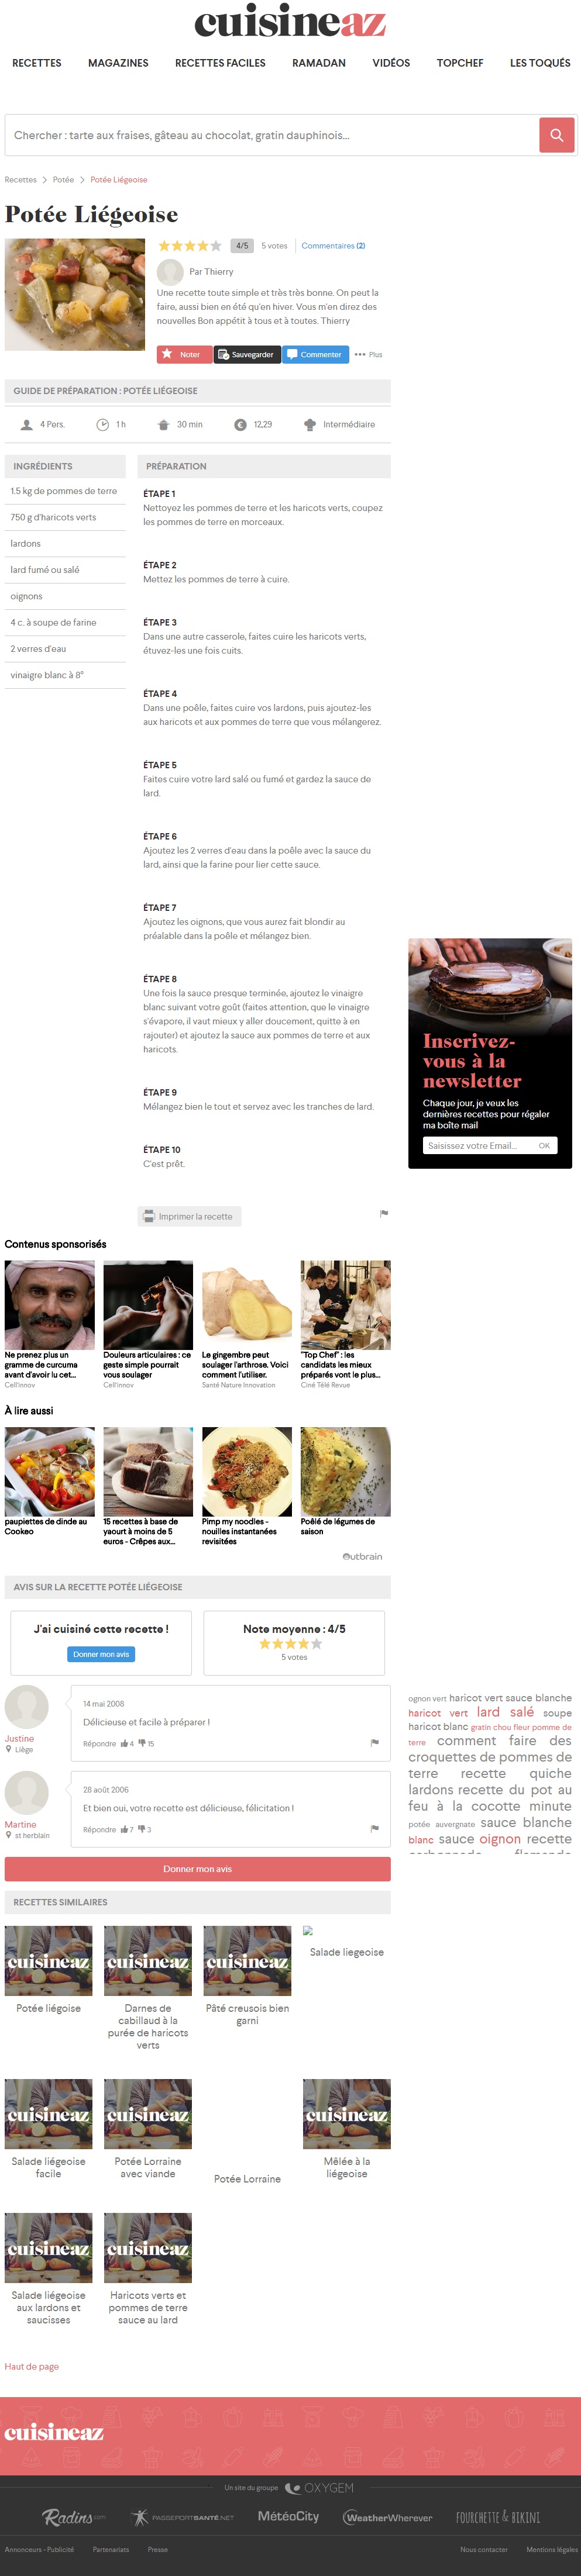 cuisineaz
RECETTES MAGAZINES RECETTES FACILES RAMADAN VIDÉOS TOPCHEF LES TOQUÉS
Chercher : tarte aux fraises, gâteau au chocolat, gratin dauphinois...
Recettes > Potée > Potée Liégeoise
Potée Liégeoise
4/5 5 votes Commentaires (2)
Par Thierry
Une recette toute simple et très très bonne. On peut la
faire, aussi bien en été qu'en hiver. Vous m'en direz des
nouvelles Bon appétit à tous et à toutes. Thierry
Noter Sauvegarder Commenter Plus
GUIDE DE PRÉPARATION : POTÉE LIÉGEOISE
4 Pers. 1 h 30 min 12,29 Intermédiaire
INGRÉDIENTS
1.5 kg de pommes de terre
750 g d'haricots verts
lardons
lard fumé ou salé
oignons
4 c. à soupe de farine
2 verres d'eau
vinaigre blanc à 8°
PRÉPARATION
ÉTAPE 1
Nettoyez les pommes de terre et les haricots verts, coupez
les pommes de terre en morceaux.
ÉTAPE 2
Mettez les pommes de terre à cuire.
ÉTAPE 3
Dans une autre casserole, faites cuire les haricots verts,
étuvez-les une fois cuits.
ÉTAPE 4
Dans une poêle, faites cuire vos lardons, puis ajoutez-les
aux haricots et aux pommes de terre que vous mélangerez.
ÉTAPE 5
Faites cuire votre lard salé ou fumé et gardez la sauce de
lard.
ÉTAPE 6
Ajoutez les 2 verres d'eau dans la poêle avec la sauce du
lard, ainsi que la farine pour lier cette sauce.
ÉTAPE 7
Ajoutez les oignons, que vous aurez fait blondir au
préalable dans la poêle et mélangez bien.
ÉTAPE 8
Une fois la sauce presque terminée, ajoutez le vinaigre
blanc suivant votre goût (faites attention, que le vinaigre
s'évapore, il vaut mieux y aller doucement, quitte à en
rajouter) et ajoutez la sauce aux pommes de terre et aux
haricots.
ÉTAPE 9
Mélangez bien le tout et servez avec les tranches de lard.
ÉTAPE 10
C'est prêt.
Imprimer la recette
Inscrivez-
vous à la
newsletter
Chaque jour, je veux les
dernières recettes pour régaler
ma boîte mail
Saisissez votre Email... OK
Contenus sponsorisés
Ne prenez plus un
gramme de curcuma
avant d'avoir lu cet...
Cell'innov
Douleurs articulaires : ce
geste simple pourrait
vous soulager
Cell'innov
Le gingembre peut
soulager l'arthrose. Voici
comment l'utiliser.
Santé Nature Innovation
"Top Chef" : les
candidats les mieux
préparés vont le plus...
Ciné Télé Revue
À lire aussi
paupiettes de dinde au
Cookeo
15 recettes à base de
yaourt à moins de 5
euros - Crêpes aux...
Pimp my noodles -
nouilles instantanées
revisitées
Poêlé de légumes de
saison
Outbrain
AVIS SUR LA RECETTE POTÉE LIÉGEOISE
J'ai cuisiné cette recette !
Donner mon avis
Note moyenne : 4/5
5 votes
Justine
Liège
14 mai 2008
Délicieuse et facile à préparer !
Répondre 4 15
Martine
st herblain
28 août 2006
Et bien oui, votre recette est délicieuse, félicitation !
Répondre 7 3
Donner mon avis
ognon vert haricot vert sauce blanche
haricot vert lard salé soupe
haricot blanc gratin chou fleur pomme de
terre comment faire des
croquettes de pommes de
terre recette quiche
lardons recette du pot au
feu à la cocotte minute
potée auvergnate sauce blanche
blanc sauce oignon recette
RECETTES SIMILAIRES
cuisineaz
Potée liégoise
cuisineaz
Darnes de
cabillaud à la
purée de haricots
verts
cuisineaz
Pâté creusois bien
garni
Salade liegeoise
cuisineaz
Salade liégeoise
facile
cuisineaz
Potée Lorraine
avec viande
Potée Lorraine
cuisineaz
Mêlée à la
liégeoise
cuisineaz
Salade liégeoise
aux lardons et
saucisses
cuisineaz
Haricots verts et
pommes de terre
sauce au lard
Haut de page
cuisineaz
Un site du groupe OXYGEM
Radins.com PASSEPORTSANTÉ.NET MétéoCity WeatherWherever FOURCHETTE & BIKINI
Annonceurs - Publicité Partenariats Presse Nous contacter Mentions légales